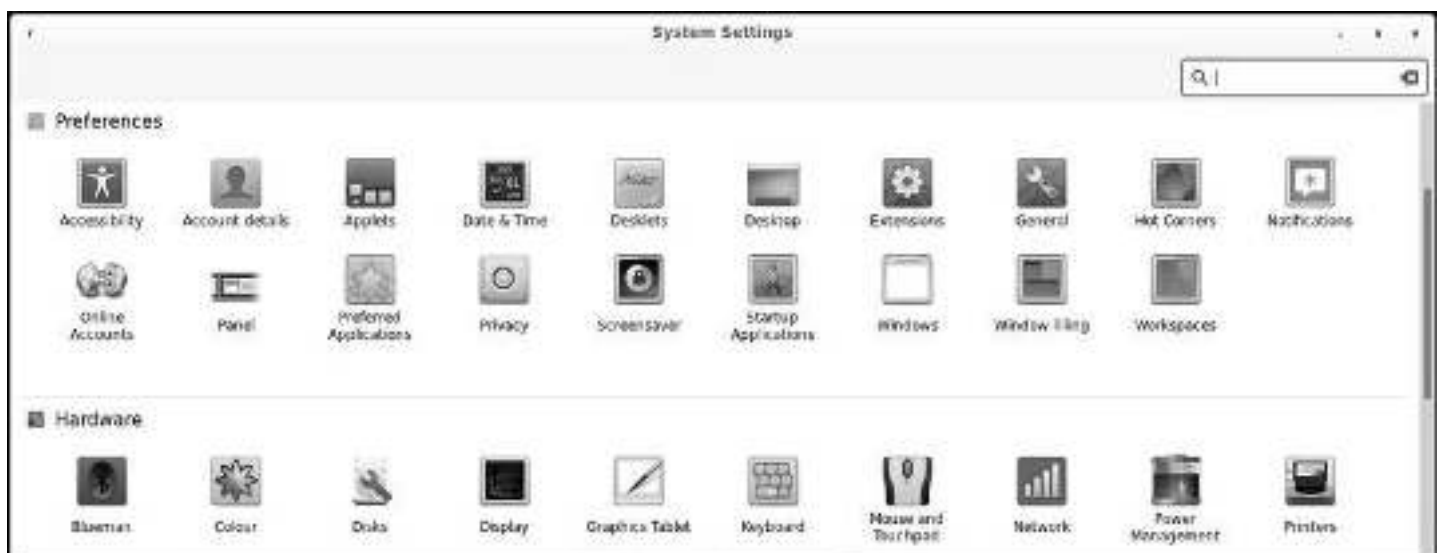 System Settings
Preferences
Accessibility Account details Applets Date & Time Desklets Desktop Extensions General Hot Corners Notifications
Online Accounts Panel Preferred Applications Privacy Screensaver Startup Applications Windows Window Tiling Workspaces
Hardware
Blueman Colour Disks Display Graphics Tablet Keyboard Mouse and Touchpad Network Power Management Printers